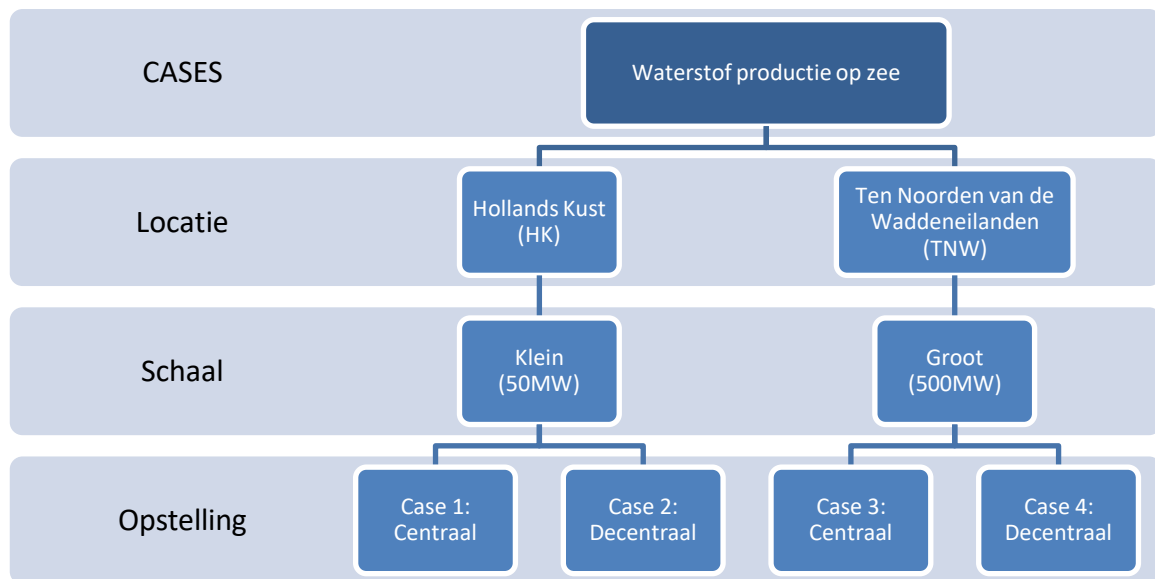 CASES
Waterstof productie op zee
Locatie
Hollands Kust
(HK)
Ten Noorden van de
Waddeneilanden
(TNW)
Schaal
Klein
(50MW)
Groot
(500MW)
Opstelling
Case 1:
Centraal
Case 2:
Decentraal
Case 3:
Centraal
Case 4:
Decentraal